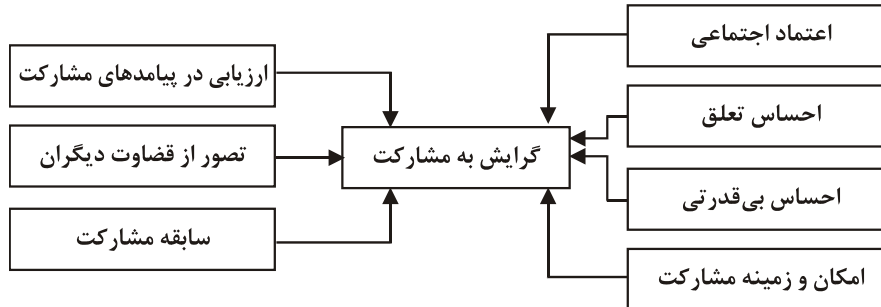 اعتماد اجتماعی
احساس تعلق
احساس بی‌قدرتی
امکان و زمینه مشارکت
گرایش به مشارکت
ارزیابی در پیامدهای مشارکت
تصور از قضاوت دیگران
سابقه مشارکت